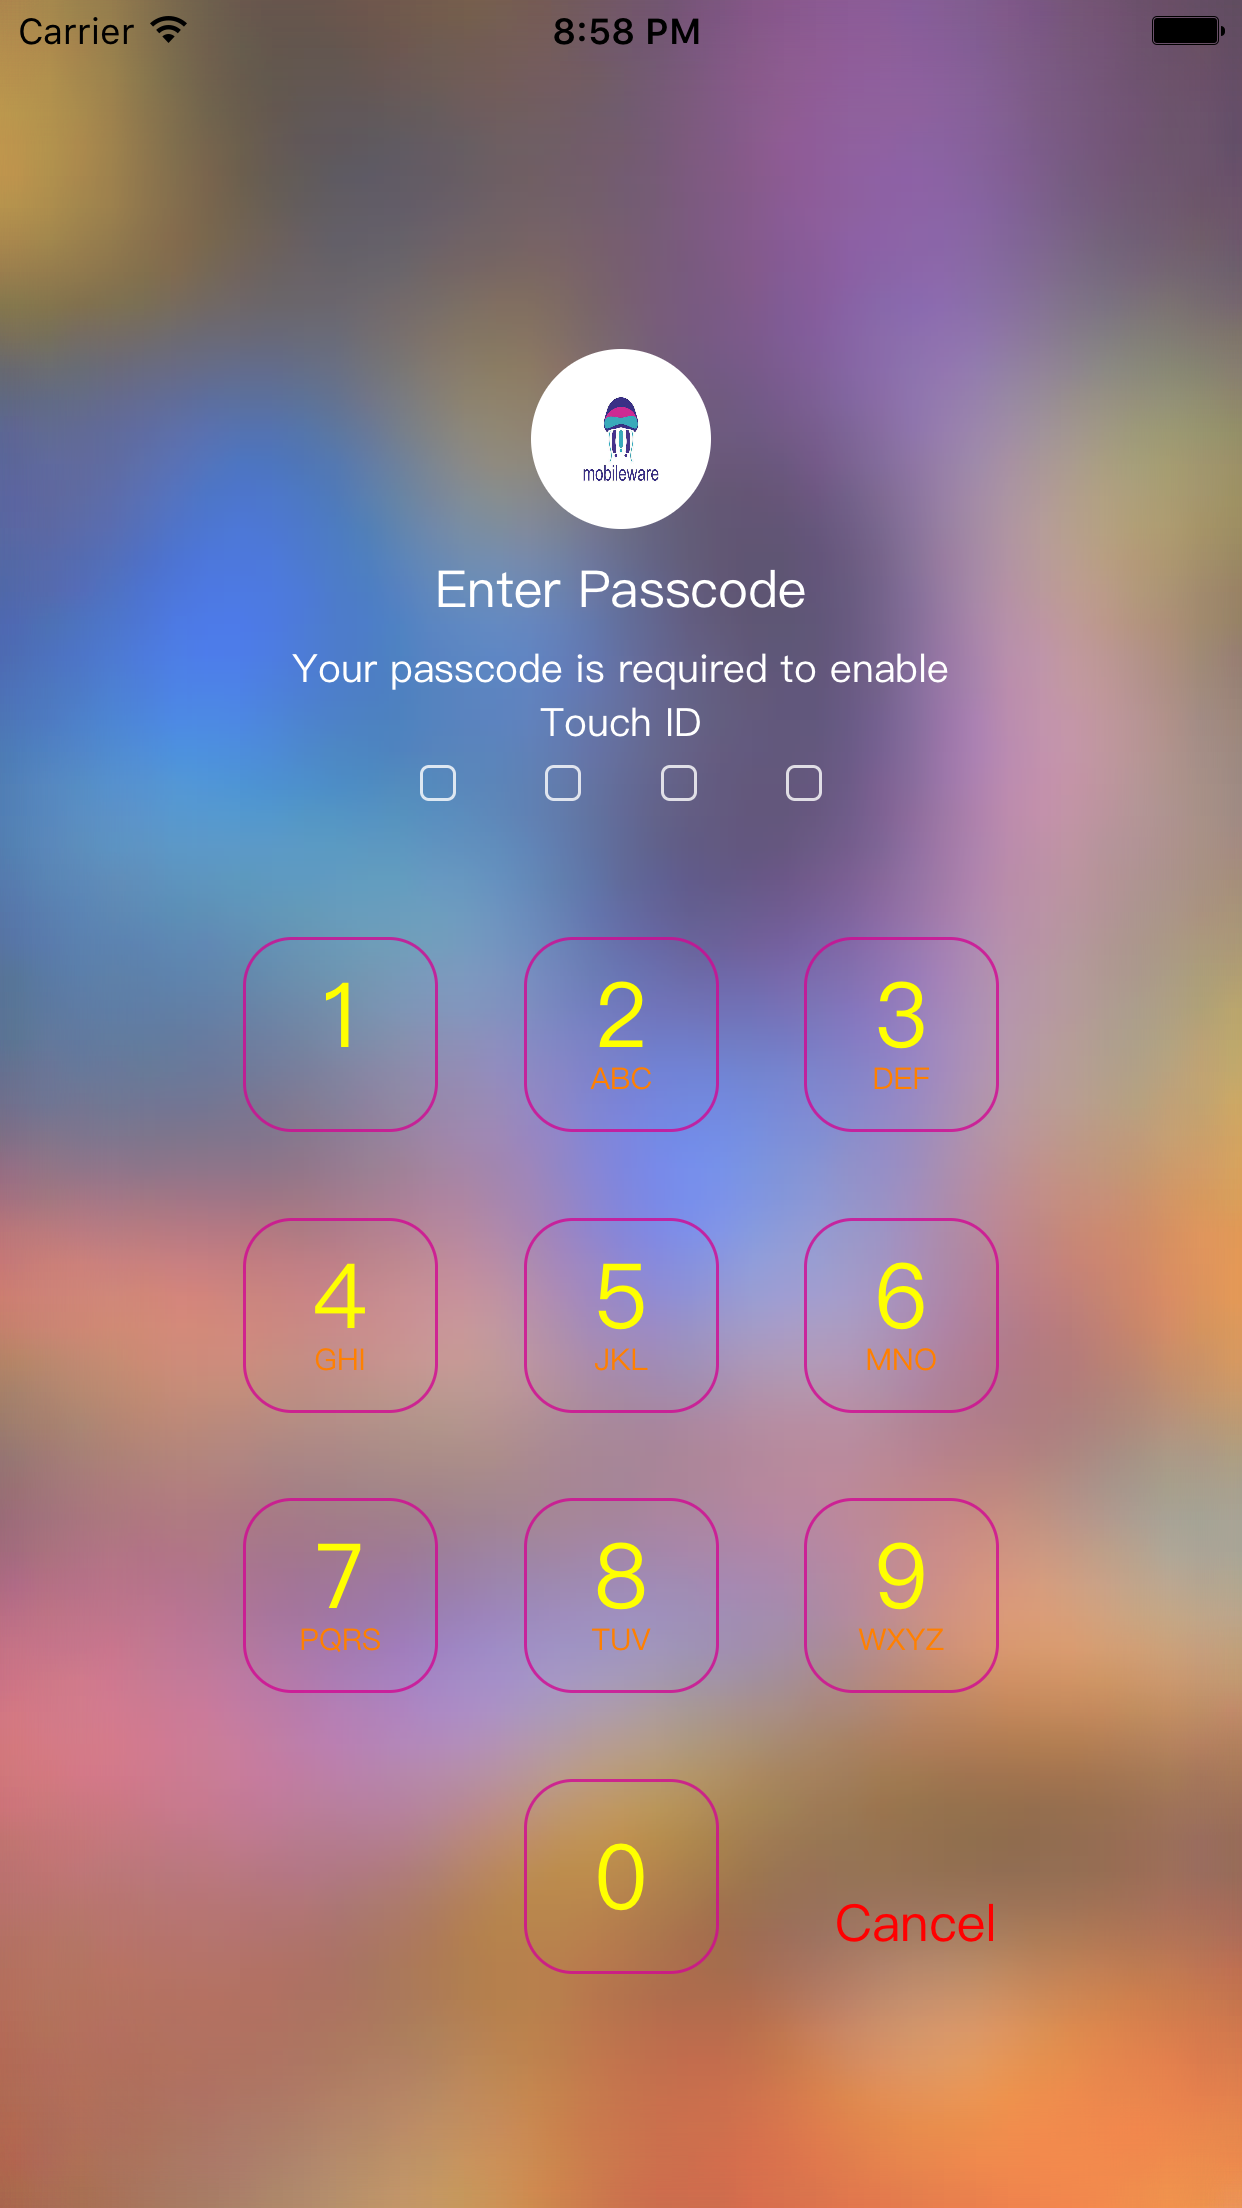 Carrier 8:58 PM
mobileware
Enter Passcode
Your passcode is required to enable
Touch ID
1 2 3
ABC DEF
4 5 6
GHI JKL MNO
7 8 9
PQRS TUV WXYZ
0
Cancel